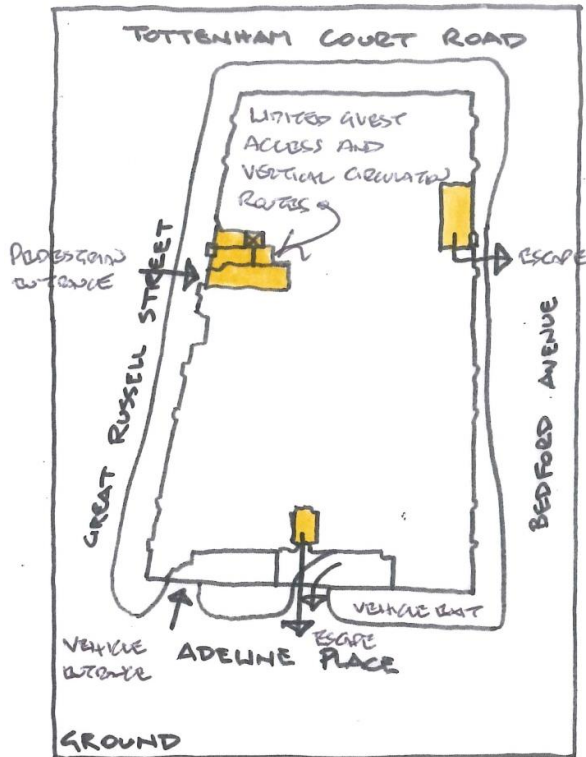 TOTTENHAM COURT ROAD
LIMITED GUEST
ACCESS AND
VERTICAL CIRCULATION
ROUTES
PEDESTRIAN
ENTRANCE
GREAT RUSSELL STREET
ESCAPE
BEDFORD AVENUE
VEHICLE EXIT
VEHICLE
ENTRANCE
ESCAPE
ADELINE PLACE
GROUND